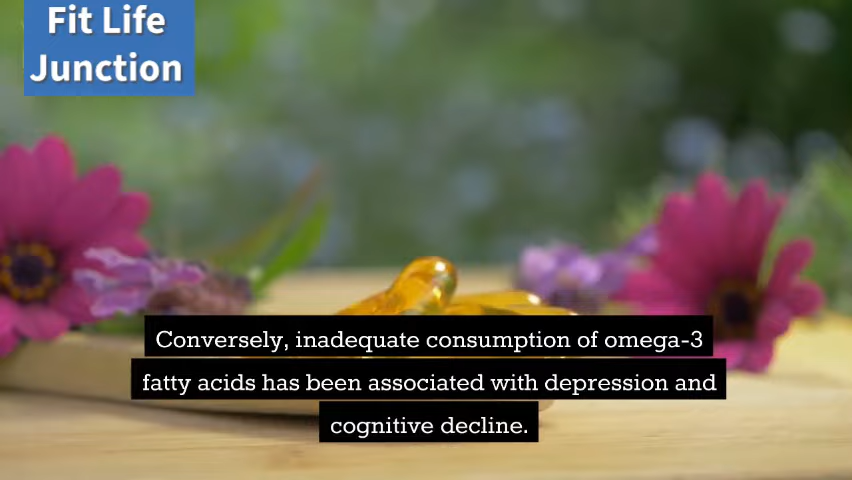 Fit Life
Junction
Conversely, inadequate consumption of omega-3
fatty acids has been associated with depression and
cognitive decline.